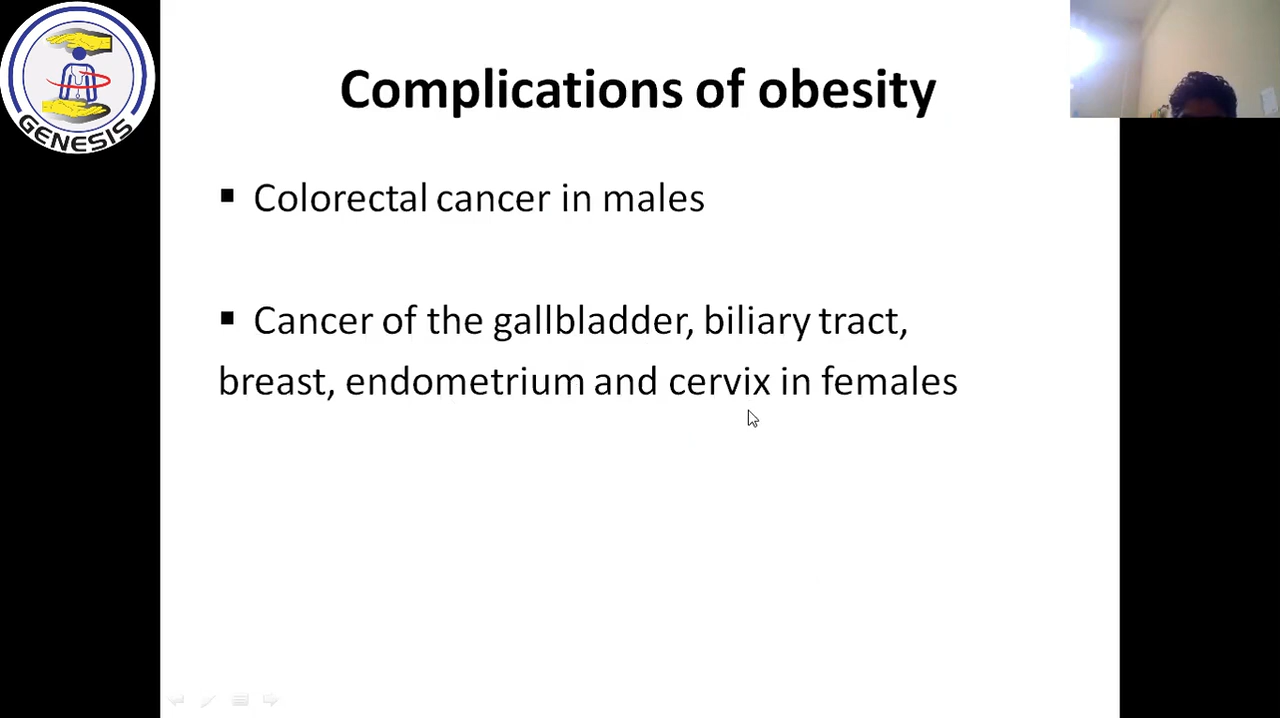 GENESIS
Complications of obesity
▪ Colorectal cancer in males
▪ Cancer of the gallbladder, biliary tract,
breast, endometrium and cervix in females